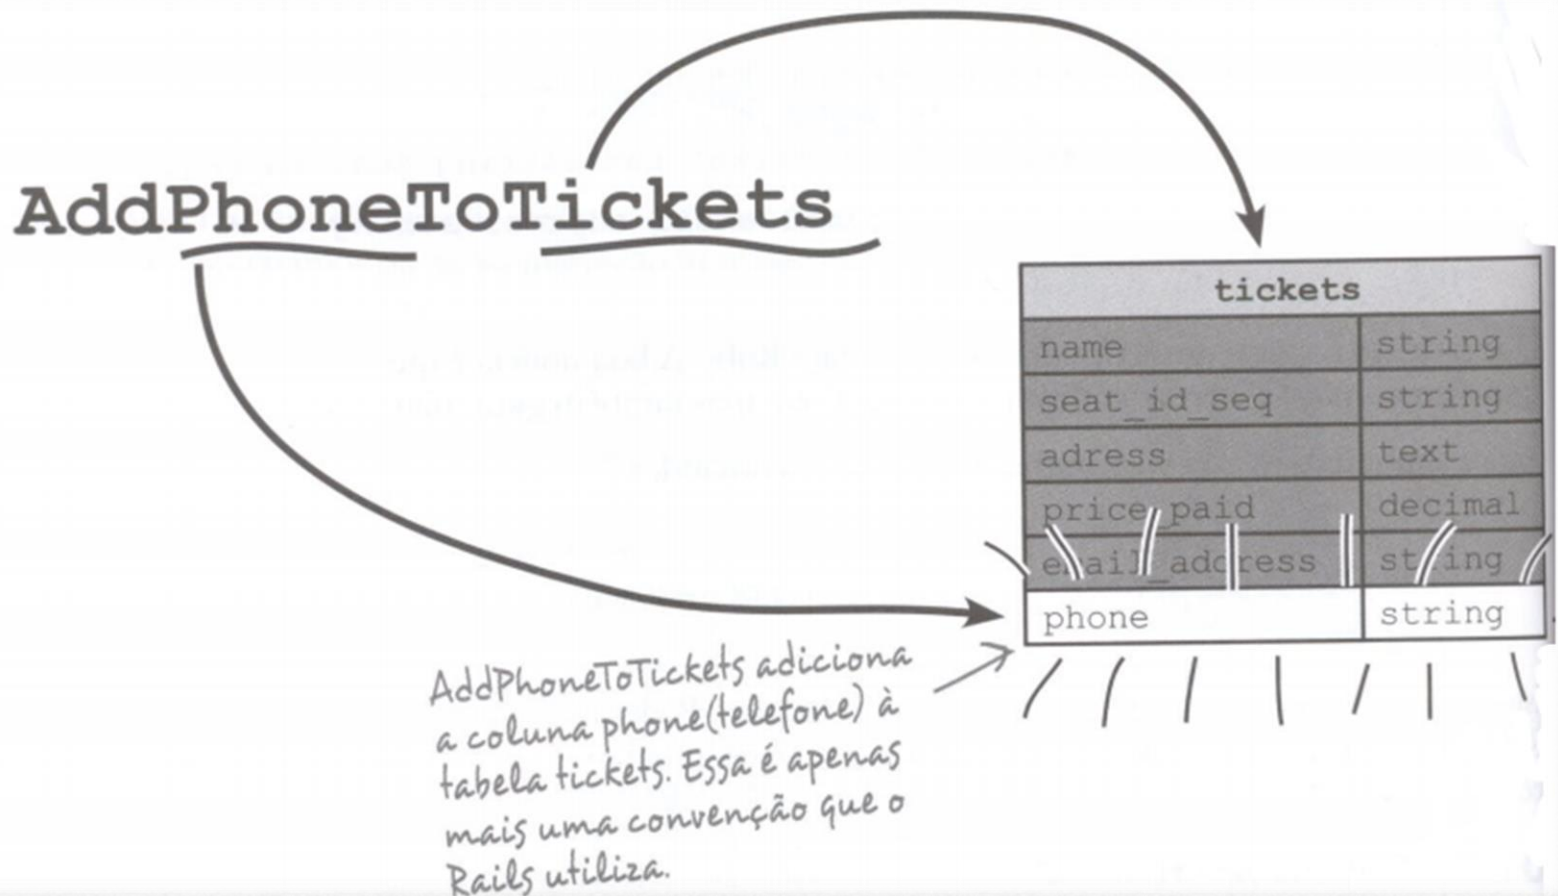 AddPhoneToTickets
tickets
name string
seat_id_seq string
adress text
price_paid decimal
email_address string
phone string
AddPhoneToTickets adiciona
a coluna phone(telefone) à
tabela tickets. Essa é apenas
mais uma convenção que o
Rails utiliza.